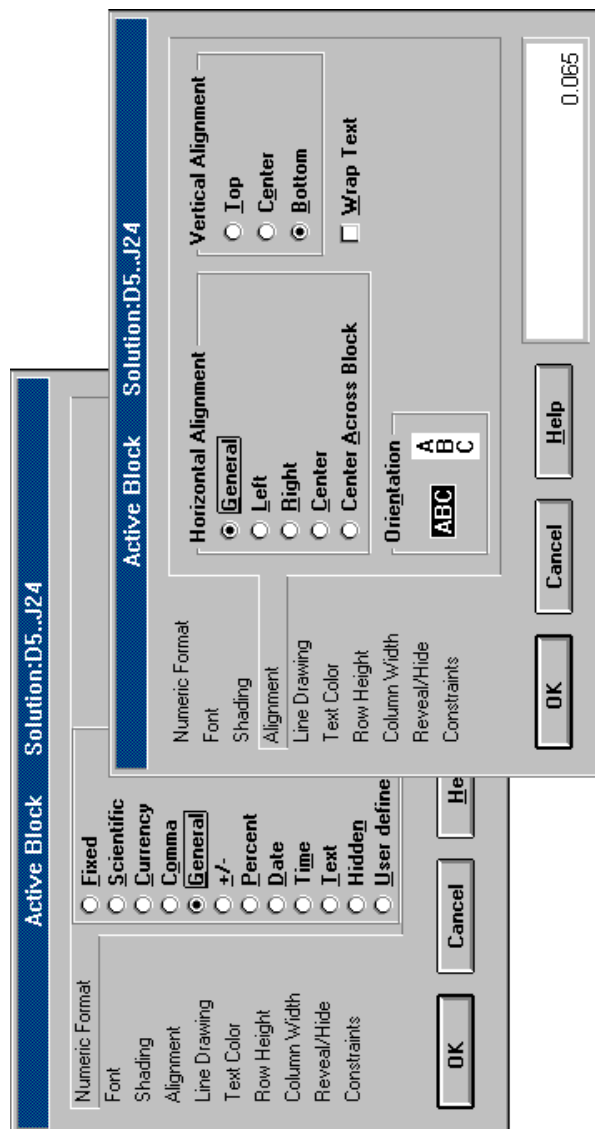 Active Block Solution:D5..J24
Numeric Format
Font
Shading
Alignment
Line Drawing
Text Color
Row Height
Column Width
Reveal/Hide
Constraints
Fixed
Scientific
Currency
Comma
General
+/-
Percent
Date
Time
Text
Hidden
User define
OK
Cancel
He
Active Block Solution:D5..J24
Numeric Format
Font
Shading
Alignment
Line Drawing
Text Color
Row Height
Column Width
Reveal/Hide
Constraints
Horizontal Alignment
General
Left
Right
Center
Center Across Block
Vertical Alignment
Top
Center
Bottom
Wrap Text
Orientation
ABC
A
B
C
OK
Cancel
Help
0.065